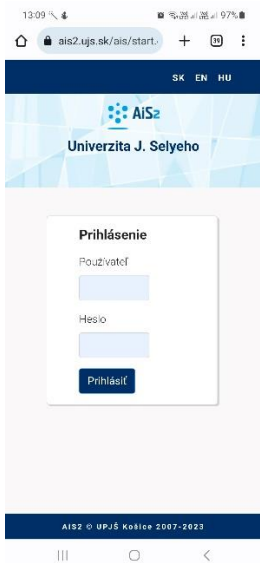 13:09
97%
ais2.ujs.sk/ais/start.
39
SK EN HU
AiS2
Univerzita J. Selyeho
Prihlásenie
Používateľ
Heslo
Prihlásiť
AIS2 © UPJŠ Košice 2007-2023